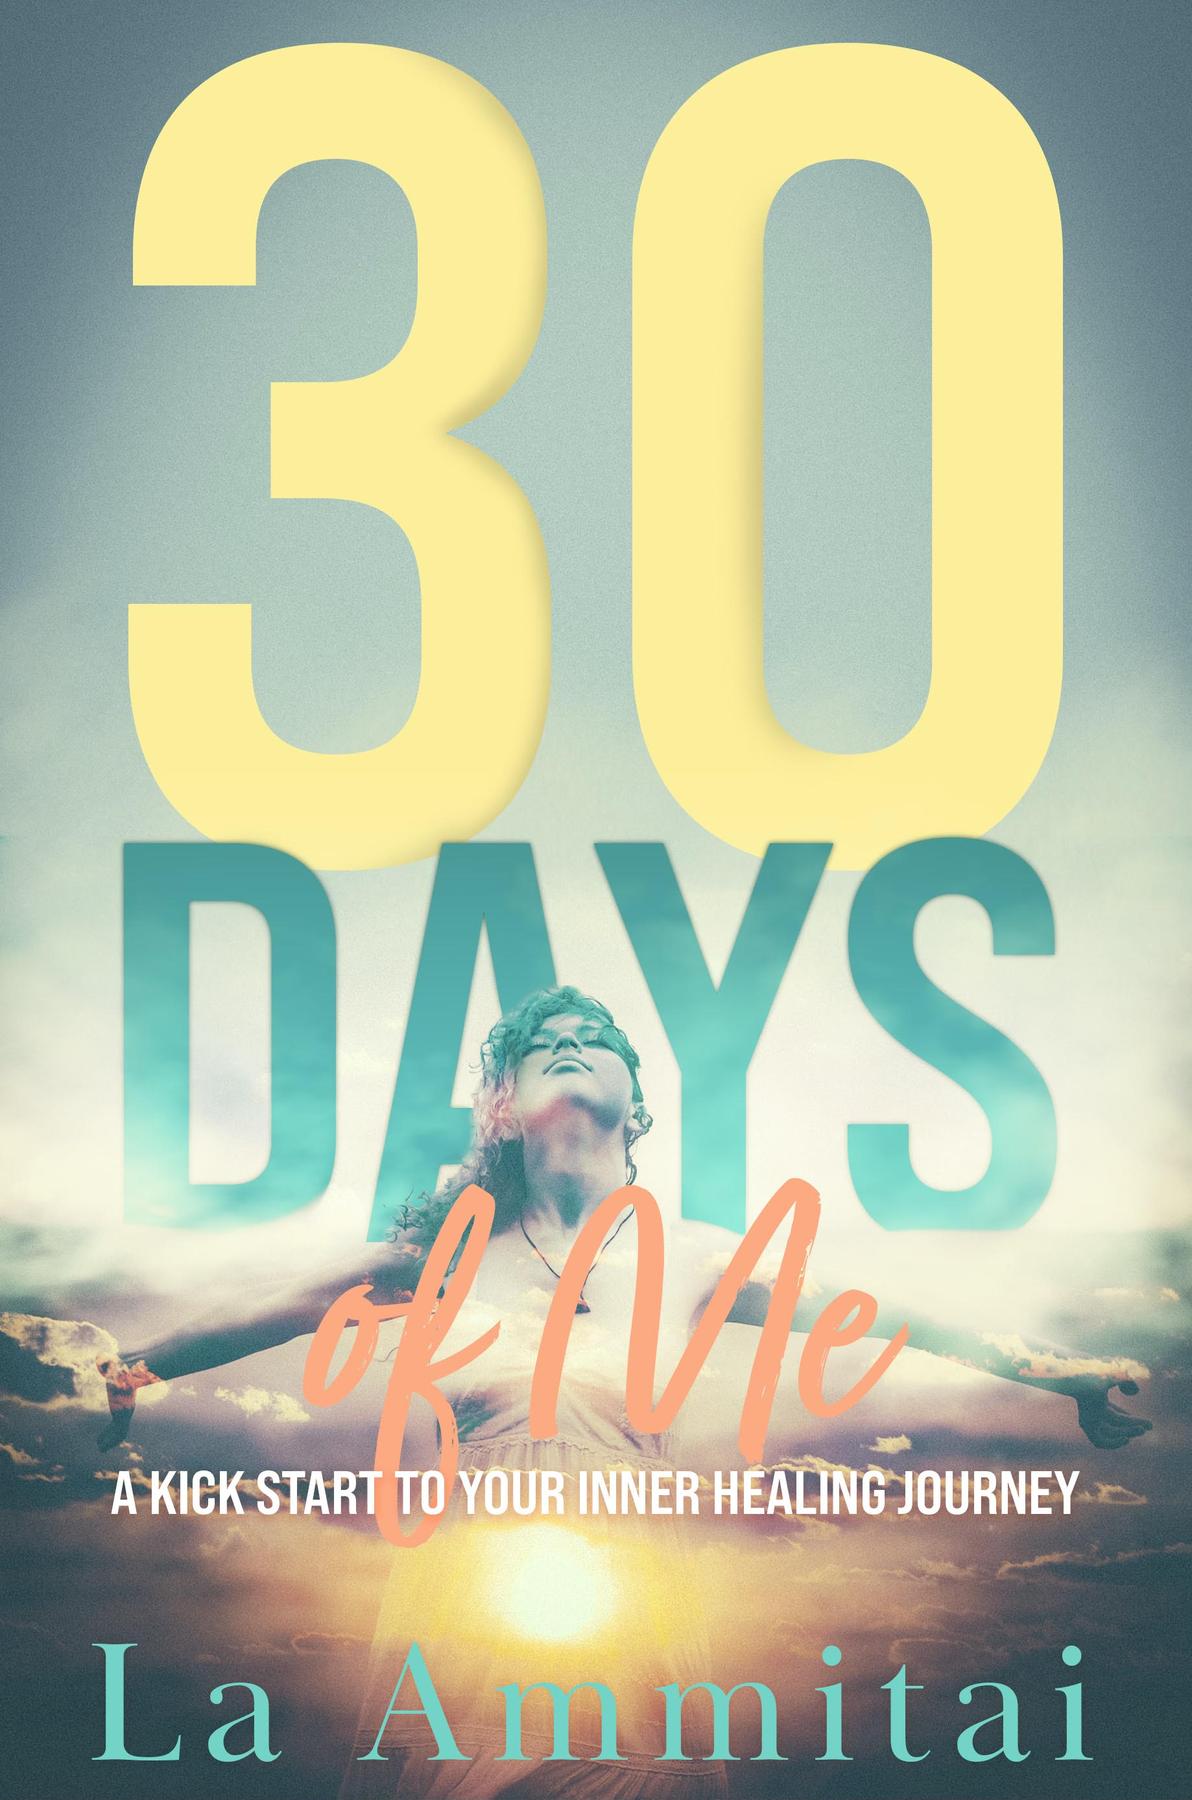 30
DAYS
of Me
A KICK START TO YOUR INNER HEALING JOURNEY
La Ammitai